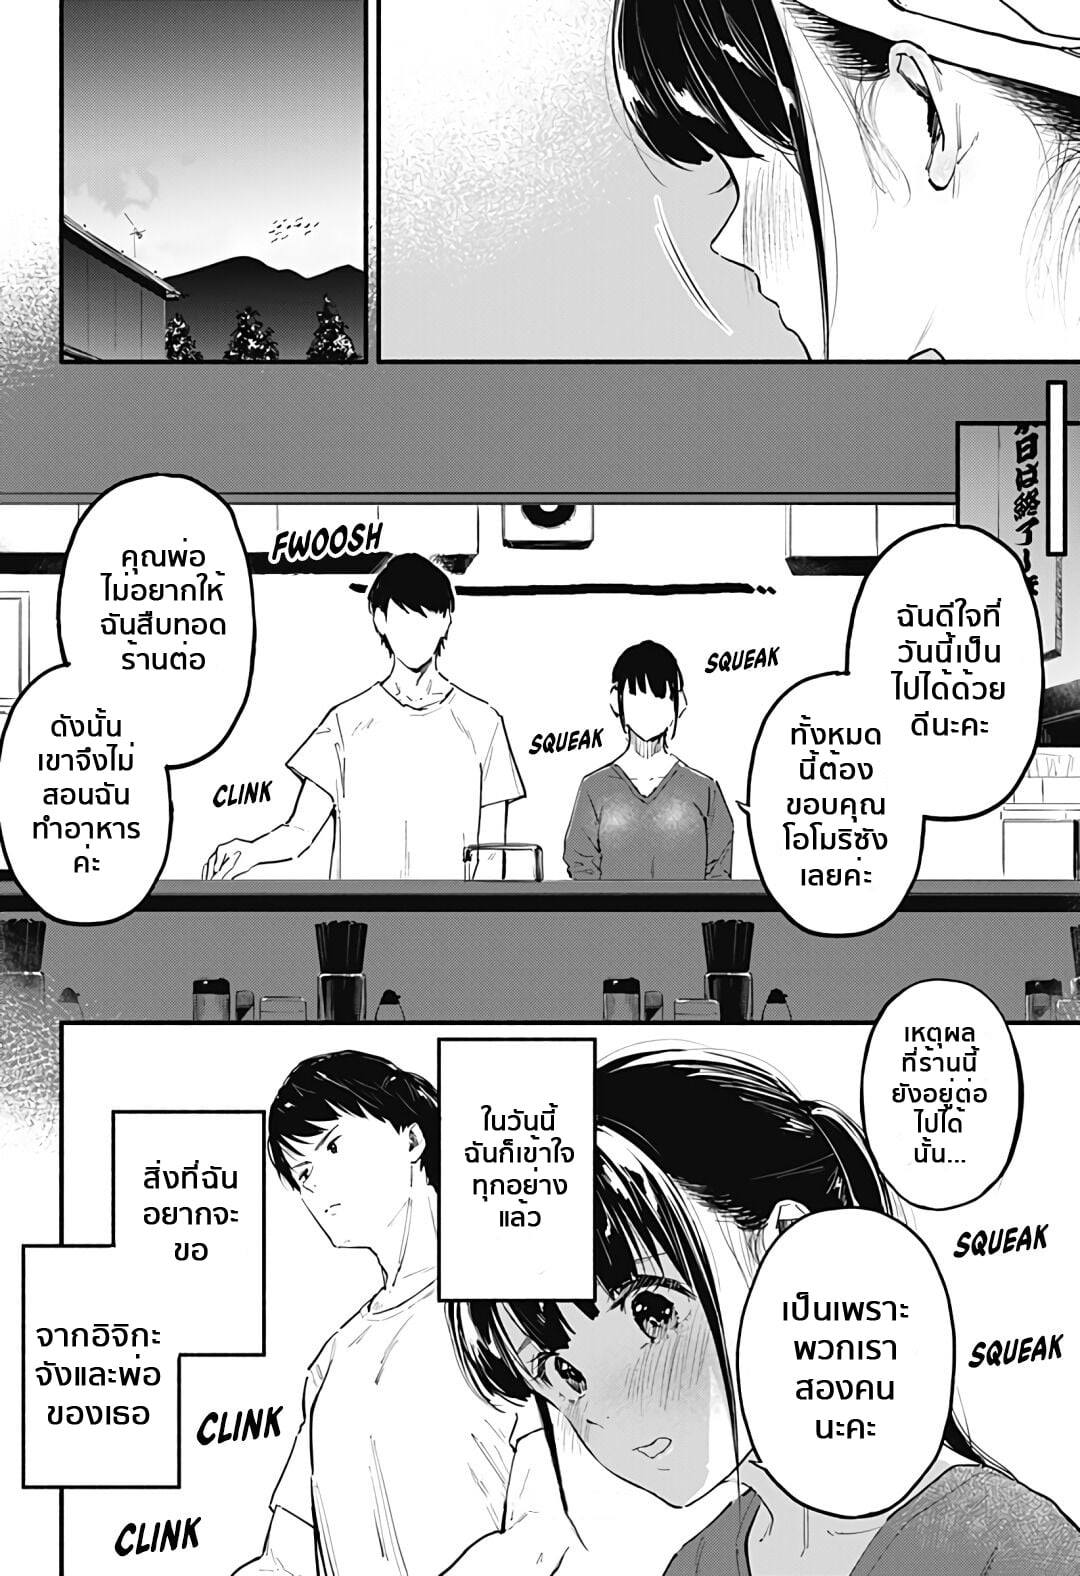 本日は終了しま
ฉันดีใจที่
วันนี้เป็น
ไปได้ด้วย
ดีนะคะ
ทั้งหมด
นี้ต้อง
ขอบคุณ
โอโมริซัง
เลยค่ะ
SQUEAK
SQUEAK
FWOOSH
คุณพ่อ
ไม่อยากให้
ฉันสืบทอด
ร้านต่อ
ดังนั้น
เขาจึงไม่
สอนฉัน
ทำอาหาร
ค่ะ
CLINK
เหตุผล
ที่ร้านนี้
ยังอยู่ต่อ
ไปได้
นั้น...
เป็นเพราะ
พวกเรา
สองคน
นะคะ
SQUEAK
SQUEAK
ในวันนี้
ฉันก็เข้าใจ
ทุกอย่าง
แล้ว
สิ่งที่ฉัน
อยากจะ
ขอ
จากอิจิกะ
จังและพ่อ
ของเธอ
CLINK
CLINK